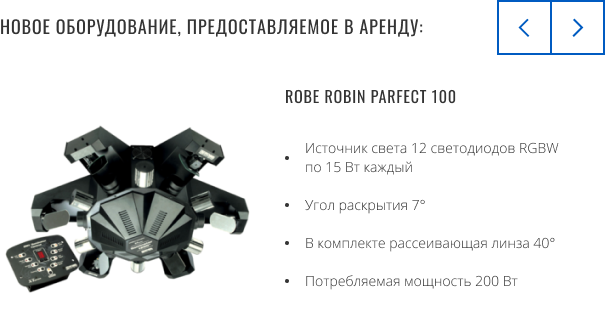 НОВОЕ ОБОРУДОВАНИЕ, ПРЕДОСТАВЛЯЕМОЕ В АРЕНДУ:
ROBE ROBIN PARFECT 100
Источник света 12 светодиодов RGBW
по 15 Вт каждый
Угол раскрытия 7°
В комплекте рассеивающая линза 40°
Потребляемая мощность 200 Вт